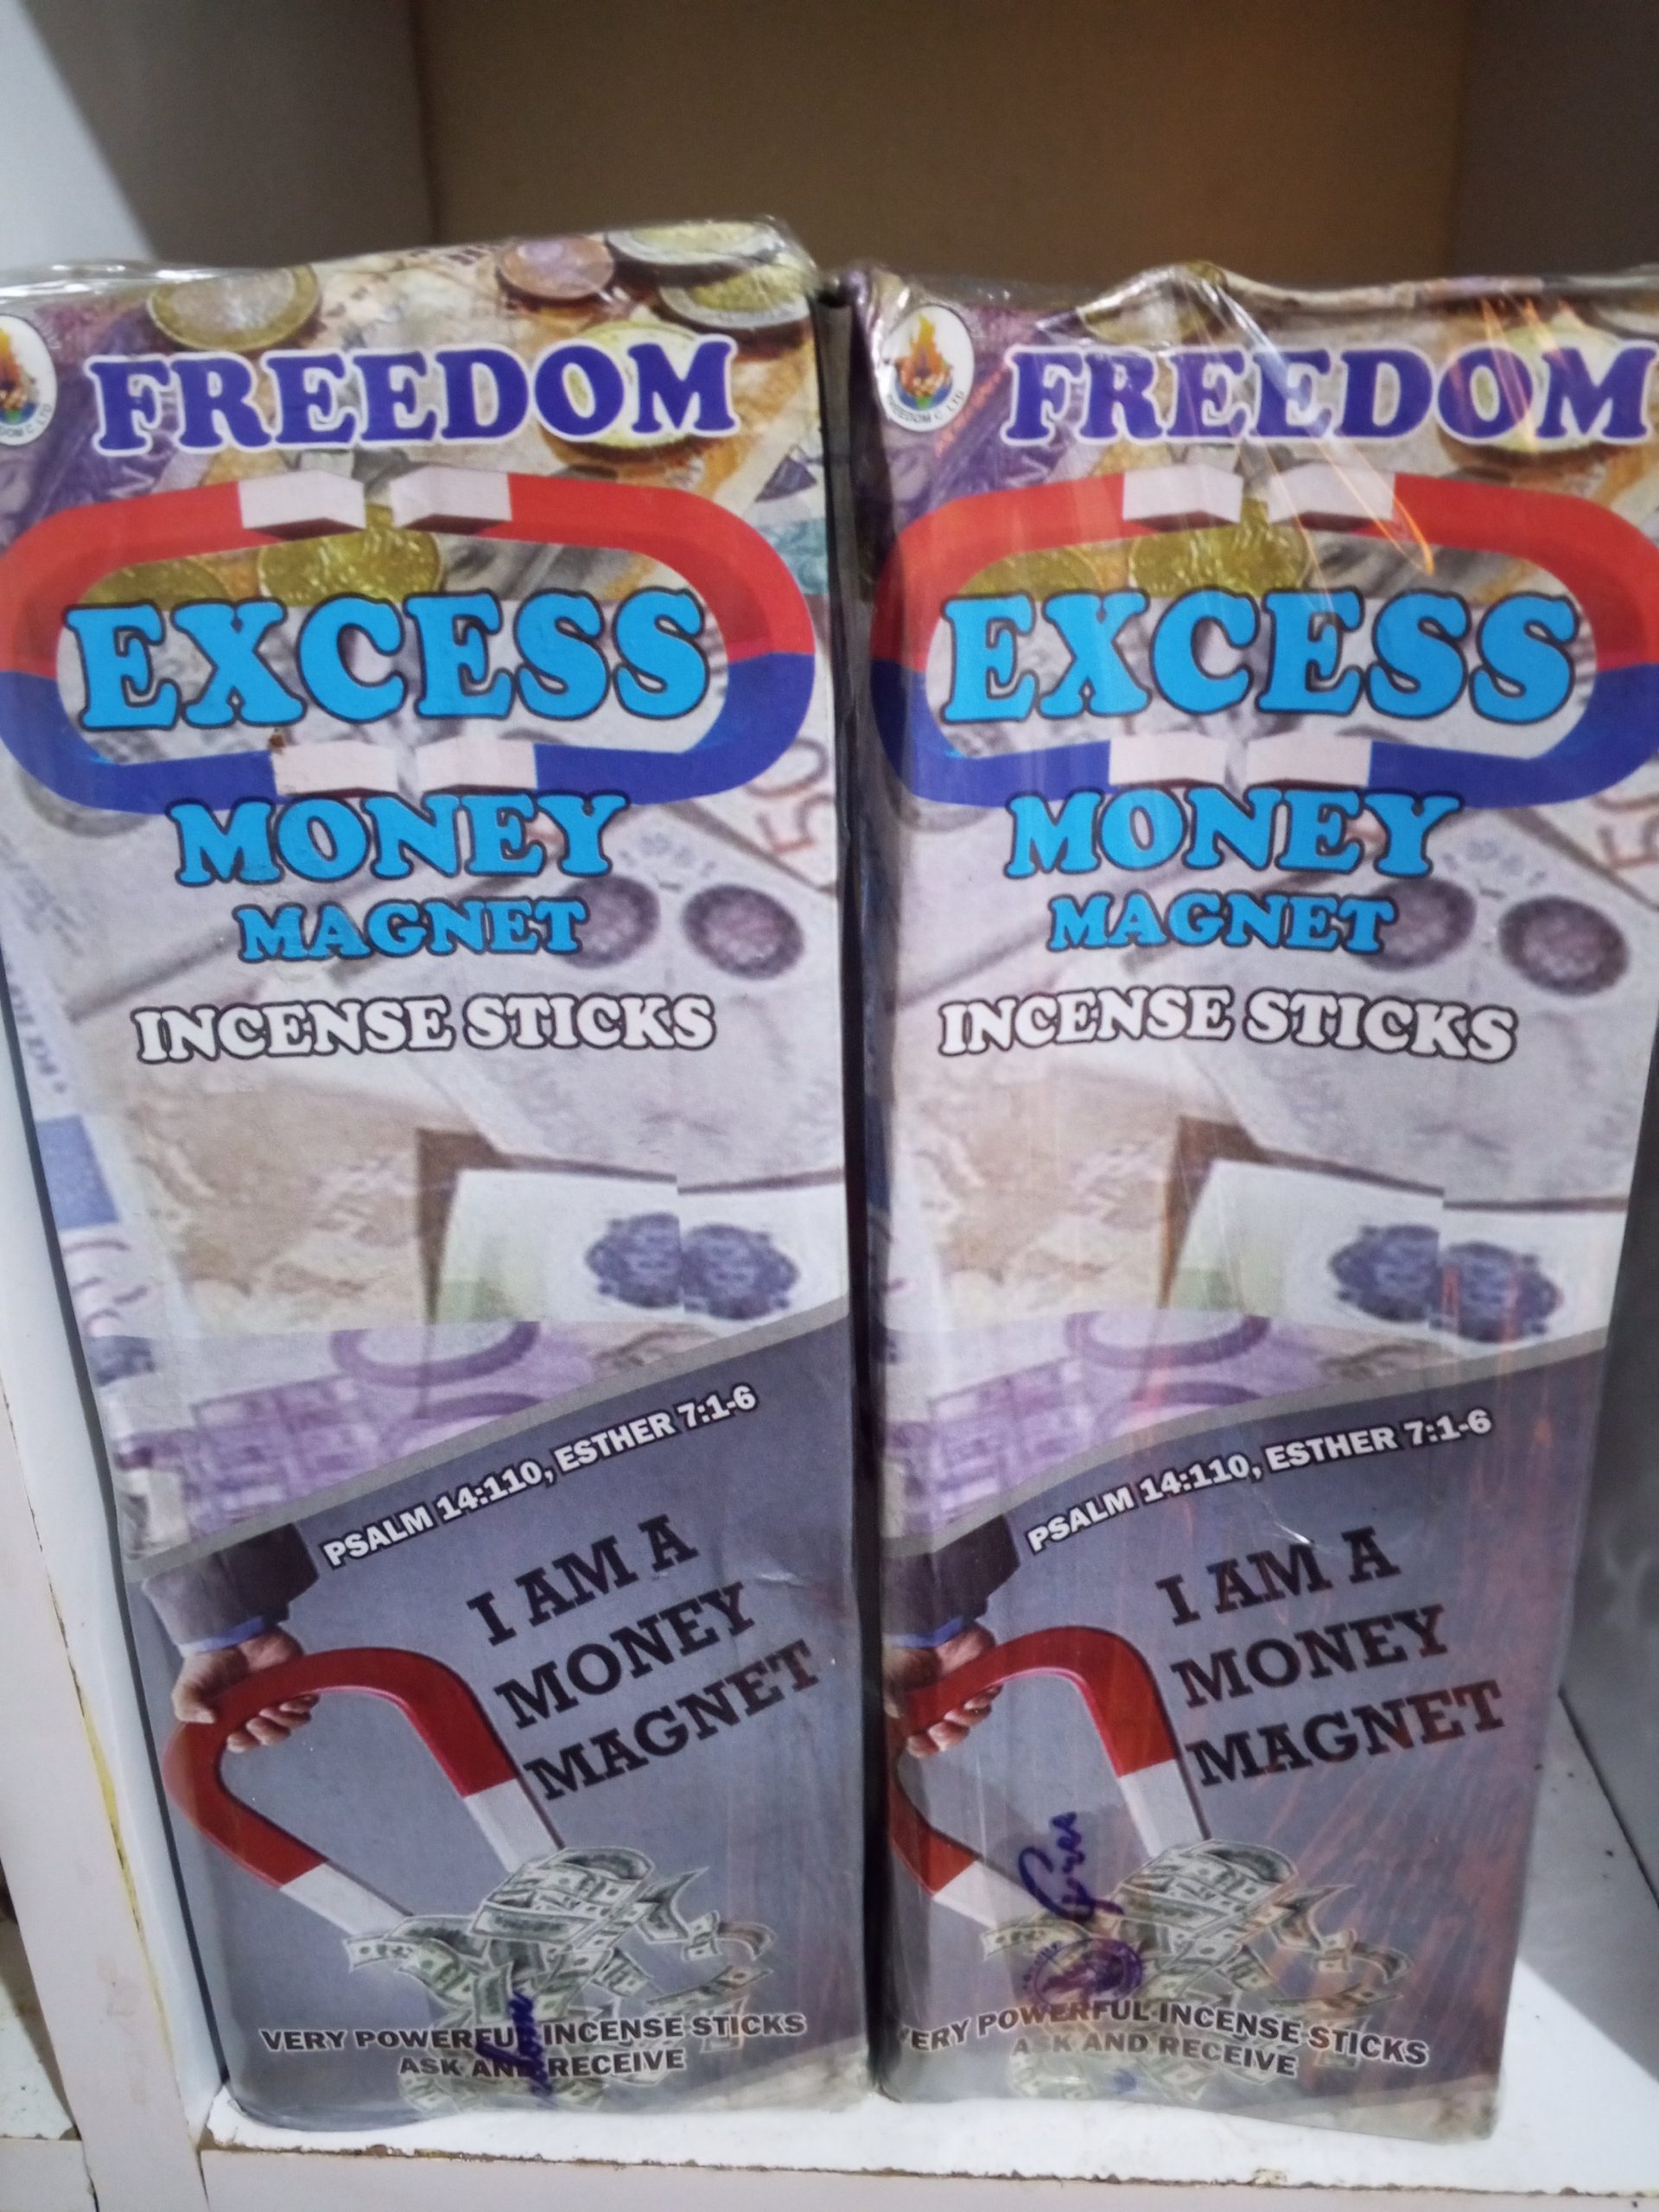 FREEDOM
EXCESS
MONEY
MAGNET
INCENSE STICKS
PSALM 14:110, ESTHER 7:1-6
I AM A
MONEY
MAGNET
VERY POWERFUL INCENSE STICKS
ASK AND RECEIVE
FREEDOM C. LTD
FREEDOM
EXCESS
MONEY
MAGNET
INCENSE STICKS
PSALM 14:110, ESTHER 7:1-6
I AM A
MONEY
MAGNET
VERY POWERFUL INCENSE STICKS
ASK AND RECEIVE